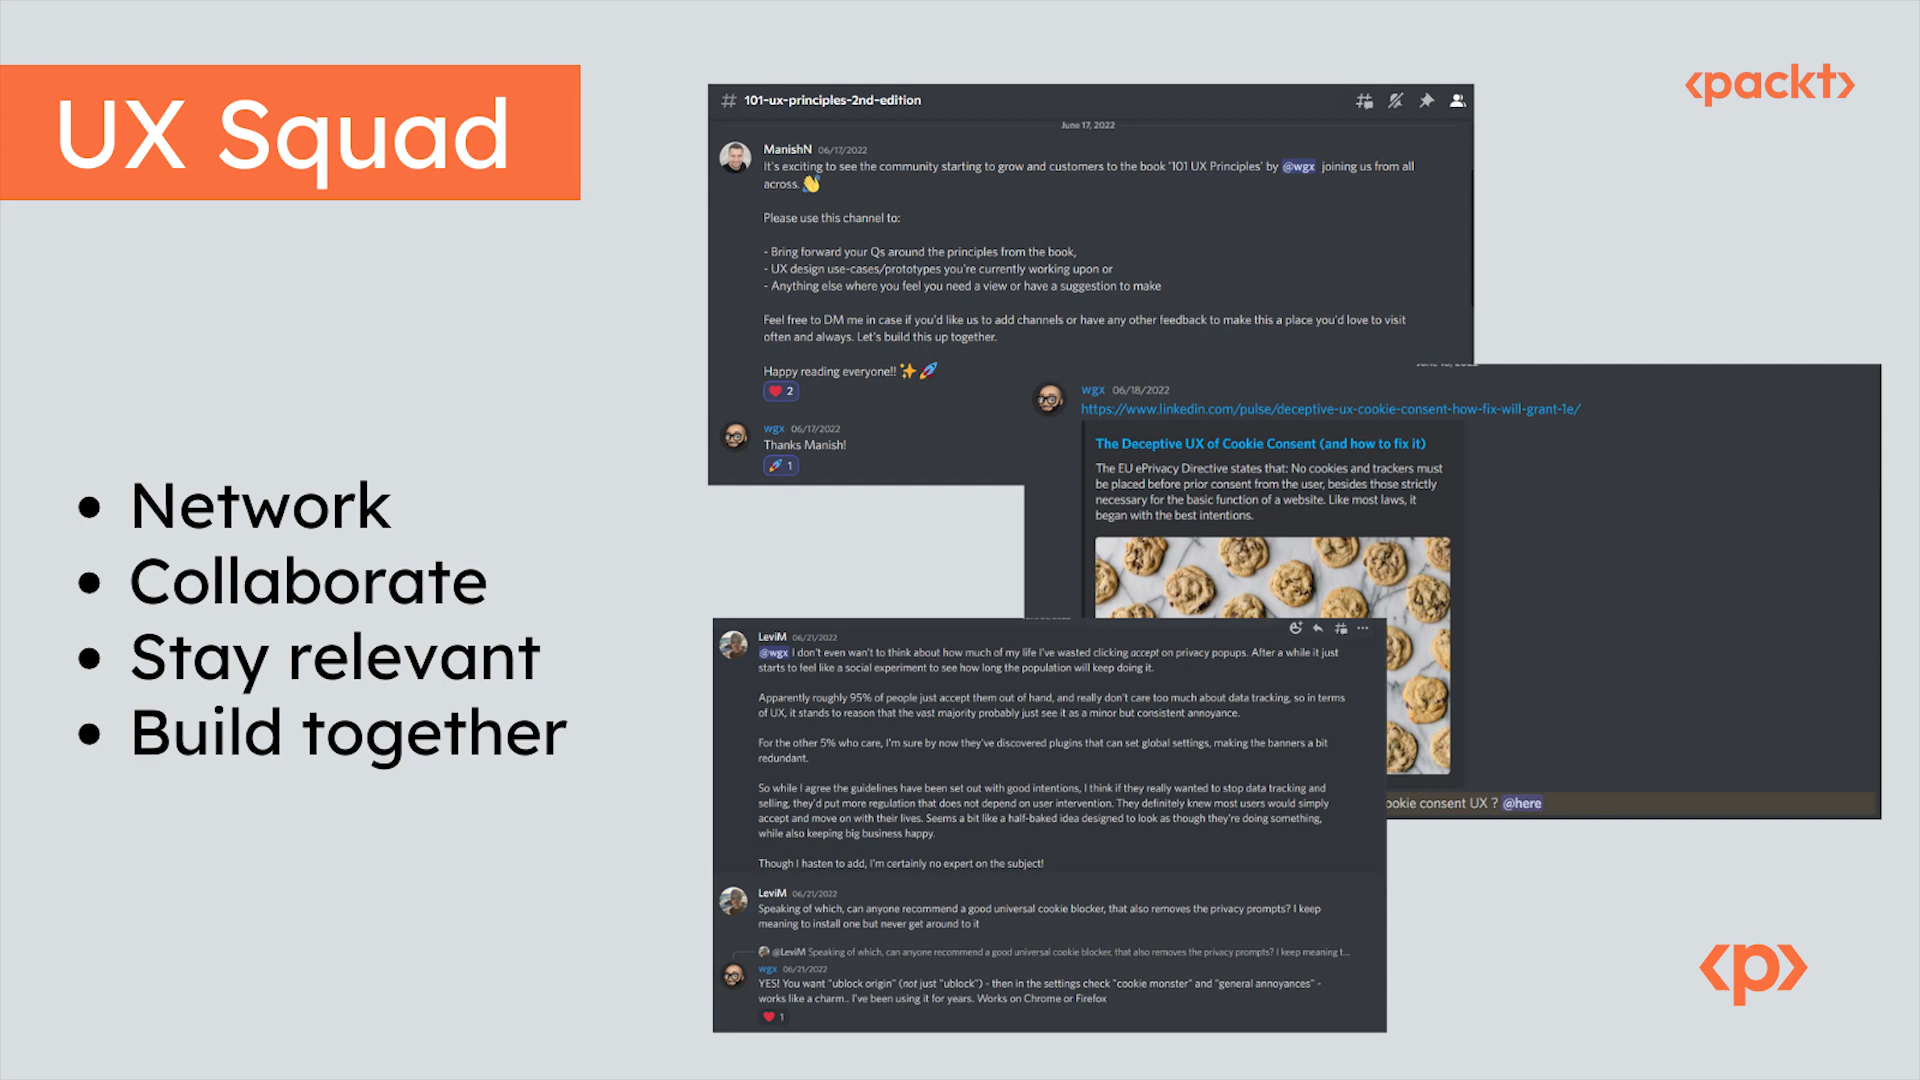 UX Squad
<packt>
• Network
• Collaborate
• Stay relevant
• Build together
# 101-ux-principles-2nd-edition
June 17, 2022
ManishN 06/17/2022
It's exciting to see the community starting to grow and customers to the book '101 UX Principles' by @wgx joining us from all
across. 👋
Please use this channel to:
- Bring forward your Qs around the principles from the book,
- UX design use-cases/prototypes you're currently working upon or
- Anything else where you feel you need a view or have a suggestion to make
Feel free to DM me in case if you'd like us to add channels or have any other feedback to make this a place you'd love to visit
often and always. Let's build this up together.
Happy reading everyone!! ✨🚀
❤️ 2
wgx 06/17/2022
Thanks Manish!
🚀 1
wgx 06/18/2022
https://www.linkedin.com/pulse/deceptive-ux-cookie-consent-how-fix-will-grant-1e/
The Deceptive UX of Cookie Consent (and how to fix it)
The EU ePrivacy Directive states that: No cookies and trackers must
be placed before prior consent from the user, besides those strictly
necessary for the basic function of a website. Like most laws, it
began with the best intentions.
ookie consent UX ? @here
LeviM 06/21/2022
@wgx I don't even wan't to think about how much of my life I've wasted clicking accept on privacy popups. After a while it just
starts to feel like a social experiment to see how long the population will keep doing it.
Apparently roughly 95% of people just accept them out of hand, and really don't care too much about data tracking, so in terms
of UX, it stands to reason that the vast majority probably just see it as a minor but consistent annoyance.
For the other 5% who care, I'm sure by now they've discovered plugins that can set global settings, making the banners a bit
redundant.
So while I agree the guidelines have been set out with good intentions, I think if they really wanted to stop data tracking and
selling, they'd put more regulation that does not depend on user intervention. They definitely knew most users would simply
accept and move on with their lives. Seems a bit like a half-baked idea designed to look as though they're doing something,
while also keeping big business happy.
Though I hasten to add, I'm certainly no expert on the subject!
LeviM 06/21/2022
Speaking of which, can anyone recommend a good universal cookie blocker, that also removes the privacy prompts? I keep
meaning to install one but never get around to it
@LeviM Speaking of which, can anyone recommend a good universal cookie blocker, that also removes the privacy prompts? I keep meaning t...
wgx 06/21/2022
YES! You want "ublock origin" (not just "ublock") - then in the settings check "cookie monster" and "general annoyances" -
works like a charm.. I've been using it for years. Works on Chrome or Firefox
❤️ 1
<p>